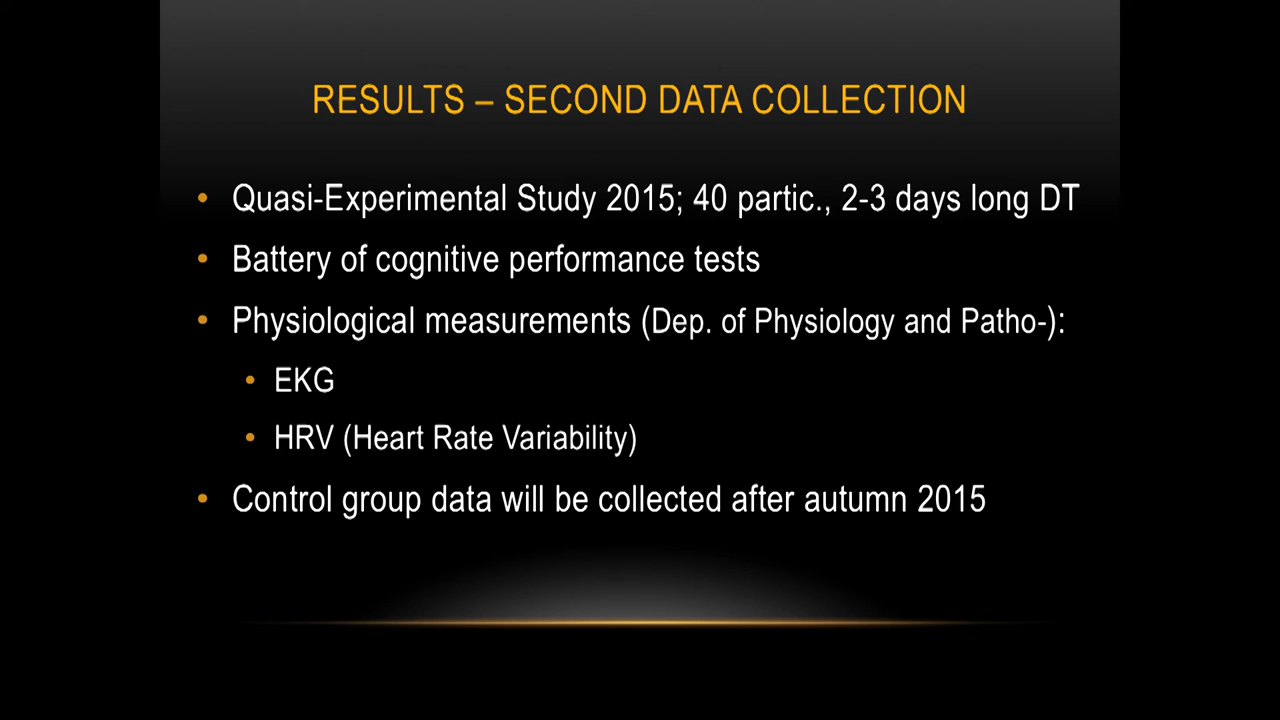 RESULTS – SECOND DATA COLLECTION
• Quasi-Experimental Study 2015; 40 partic., 2-3 days long DT
• Battery of cognitive performance tests
• Physiological measurements (Dep. of Physiology and Patho-):
• EKG
• HRV (Heart Rate Variability)
• Control group data will be collected after autumn 2015